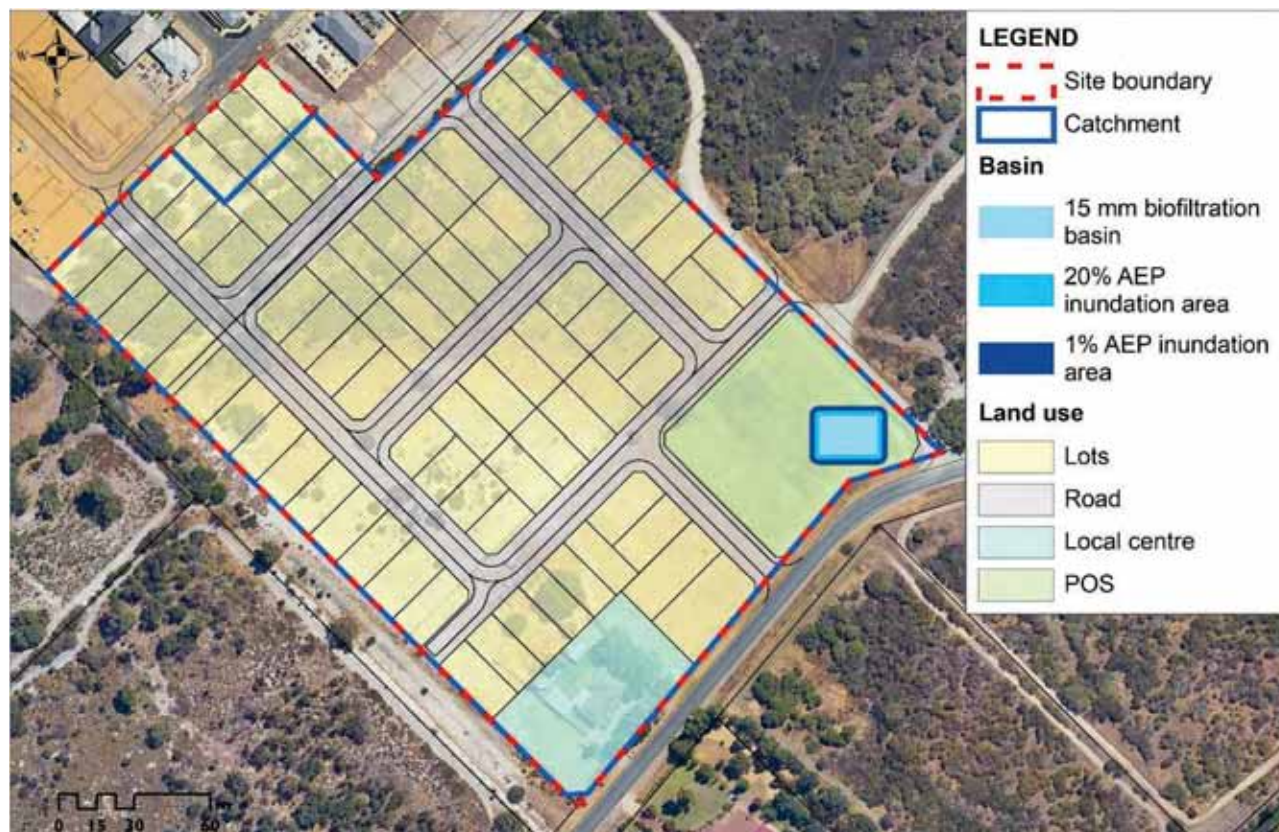 W
S
LEGEND
Site boundary
Catchment
Basin
15 mm biofiltration
basin
20% AEP
inundation area
1% AEP inundation
area
Land use
Lots
Road
Local centre
POS
0 15 30 60